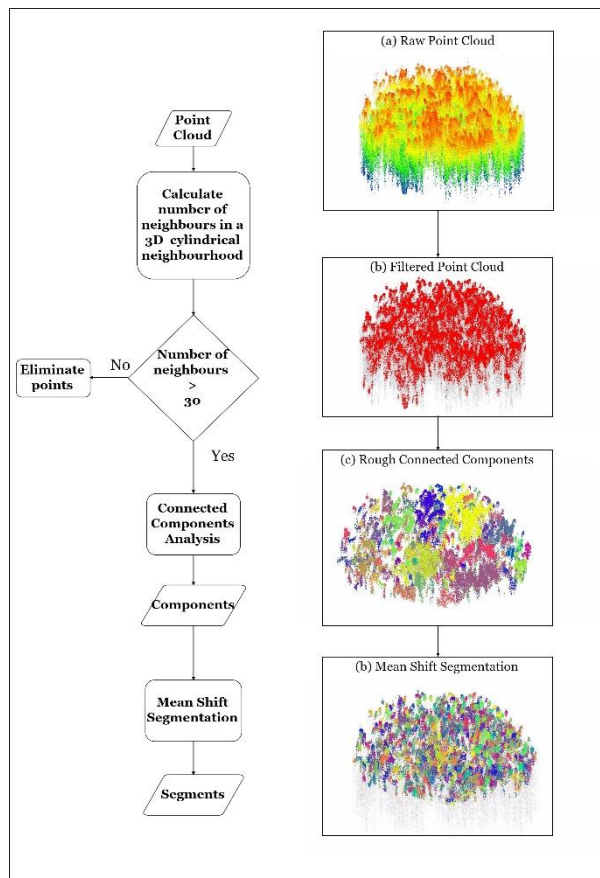 Point
Cloud
Calculate
number of
neighbours in a
3D cylindrical
neighbourhood
Number of
neighbours
>
30
No
Eliminate
points
Yes
Connected
Components
Analysis
Components
Mean Shift
Segmentation
Segments
(a) Raw Point Cloud
(b) Filtered Point Cloud
(c) Rough Connected Components
(b) Mean Shift Segmentation